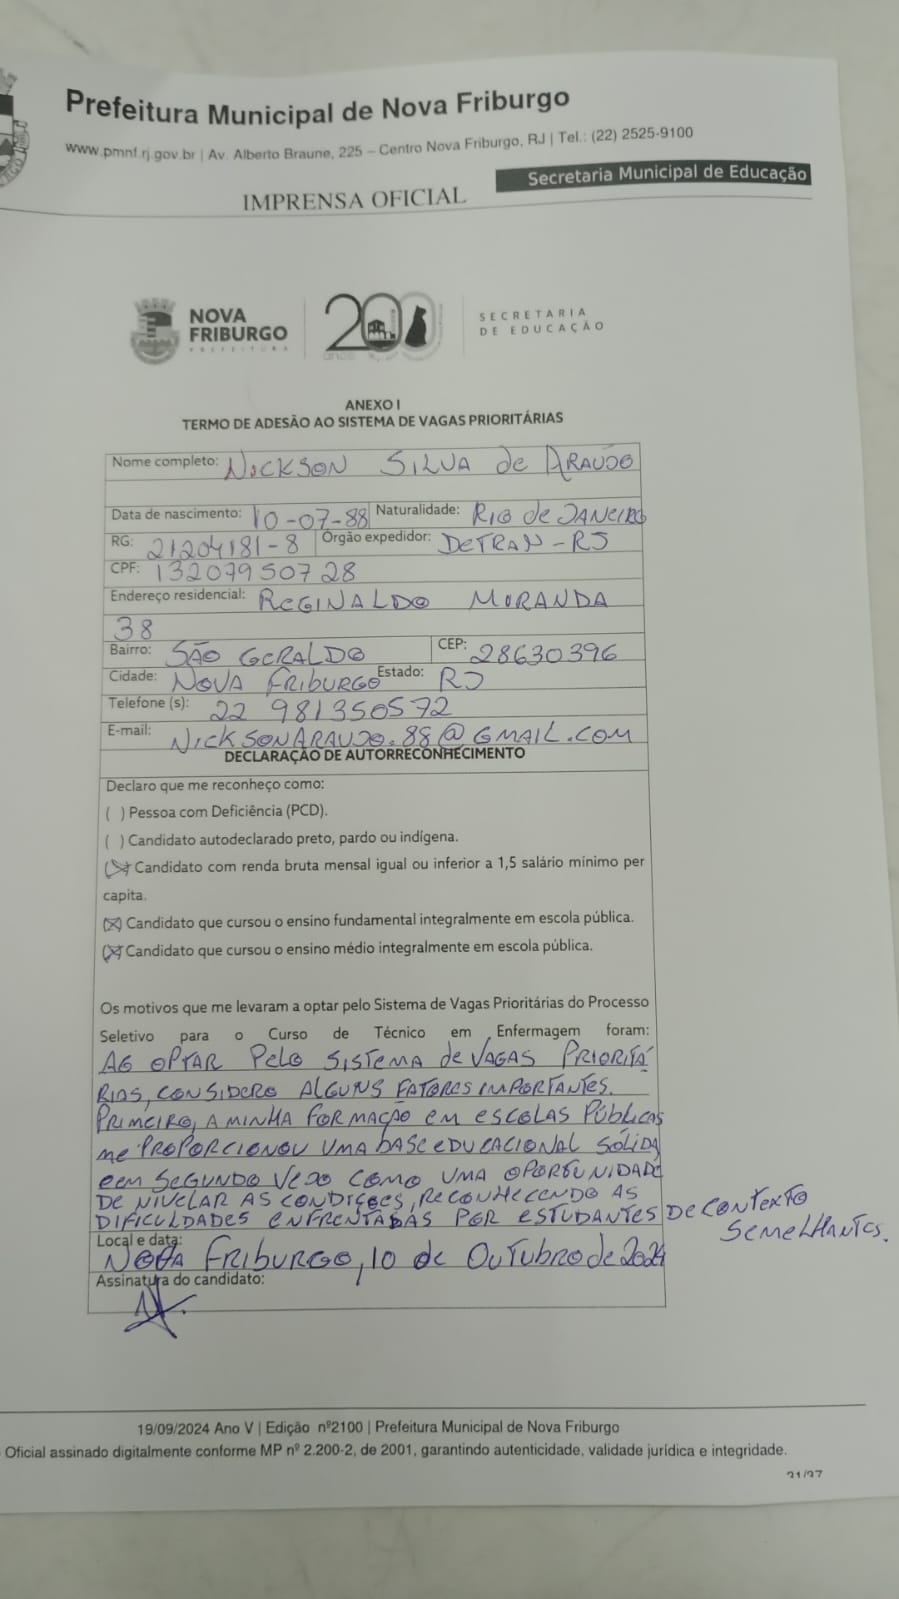 Prefeitura Municipal de Nova Friburgo
www.pmnf.rj.gov.br | Av. Alberto Braune, 225 – Centro Nova Friburgo, RJ | Tel.: (22) 2525-9100
Secretaria Municipal de Educação
IMPRENSA OFICIAL
NOVA FRIBURGO PREFEITURA
200 anos
SECRETARIA
DE EDUCAÇÃO
ANEXO I
TERMO DE ADESÃO AO SISTEMA DE VAGAS PRIORITÁRIAS
Nome completo: NICKSON SILVA de ARAUJO
Data de nascimento: 10-07-88 Naturalidade: RIO de JANEIRO
RG: 21204181-8 Órgão expedidor: DETRAN-RJ
CPF: 13207950728
Endereço residencial: REGINALDO MIRANDA
38
Bairro: SÃO GERALDO CEP: 28630396
Cidade: NOVA FRIBURGO Estado: RJ
Telefone (s): 22 981350572
E-mail: NICKSONARAUJO.88@GMAIL.COM
DECLARAÇÃO DE AUTORRECONHECIMENTO
Declaro que me reconheço como:
( ) Pessoa com Deficiência (PCD).
( ) Candidato autodeclarado preto, pardo ou indígena.
(X) Candidato com renda bruta mensal igual ou inferior a 1,5 salário mínimo per
capita.
(X) Candidato que cursou o ensino fundamental integralmente em escola pública.
(X) Candidato que cursou o ensino médio integralmente em escola pública.
Os motivos que me levaram a optar pelo Sistema de Vagas Prioritárias do Processo
Seletivo para o Curso de Técnico em Enfermagem foram:
AO OPTAR PELO SISTEMA de VAGAS PRIORITÁ
RIAS, CONSIDERO ALGUNS FATORES IMPORTANTES.
PRIMEIRO, A MINHA FORMAÇÃO EM ESCOLAS PÚBLICAS
ME PROPORCIONOU UMA BASE EDUCACIONAL SÓLIDA
E EM SEGUNDO VEJO COMO UMA OPORTUNIDADE
DE NIVELAR AS CONDIÇÕES, RECONHECENDO AS
DIFICULDADES ENFRENTADAS POR ESTUDANTES DE CONTEXTO
SEMELHANTES.
Local e data:
NOVA FRIBURGO, 10 de OUTUBRO de 2024
Assinatura do candidato:
19/09/2024 Ano V | Edição nº2100 | Prefeitura Municipal de Nova Friburgo
Oficial assinado digitalmente conforme MP nº 2.200-2, de 2001, garantindo autenticidade, validade jurídica e integridade.